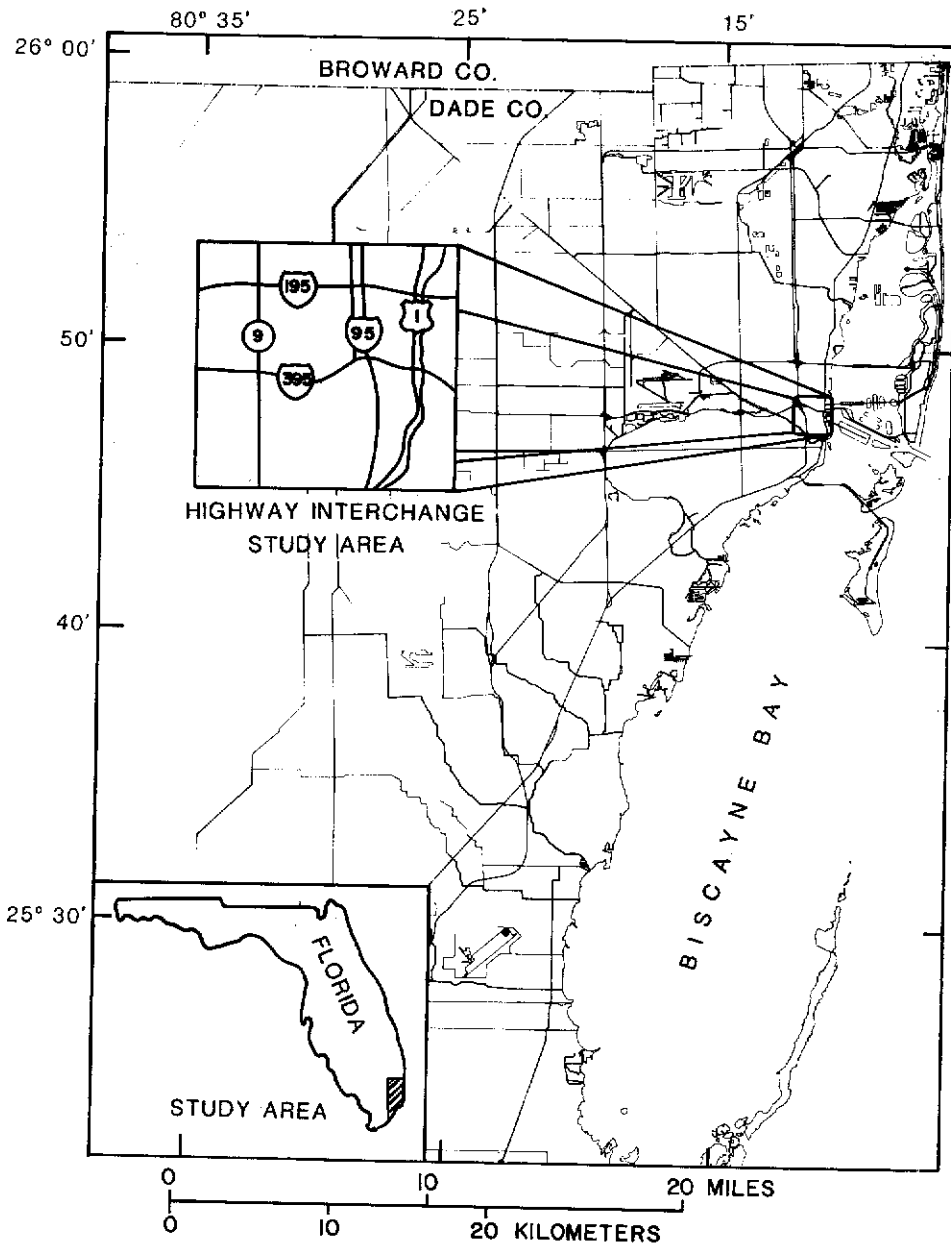 80° 35' 25' 15'
26° 00'
BROWARD CO.
DADE CO.
195
9
95
1
395
50'
HIGHWAY INTERCHANGE
STUDY AREA
40'
BISCAYNE BAY
25° 30'
FLORIDA
STUDY AREA
0 10 20 MILES
0 10 20 KILOMETERS